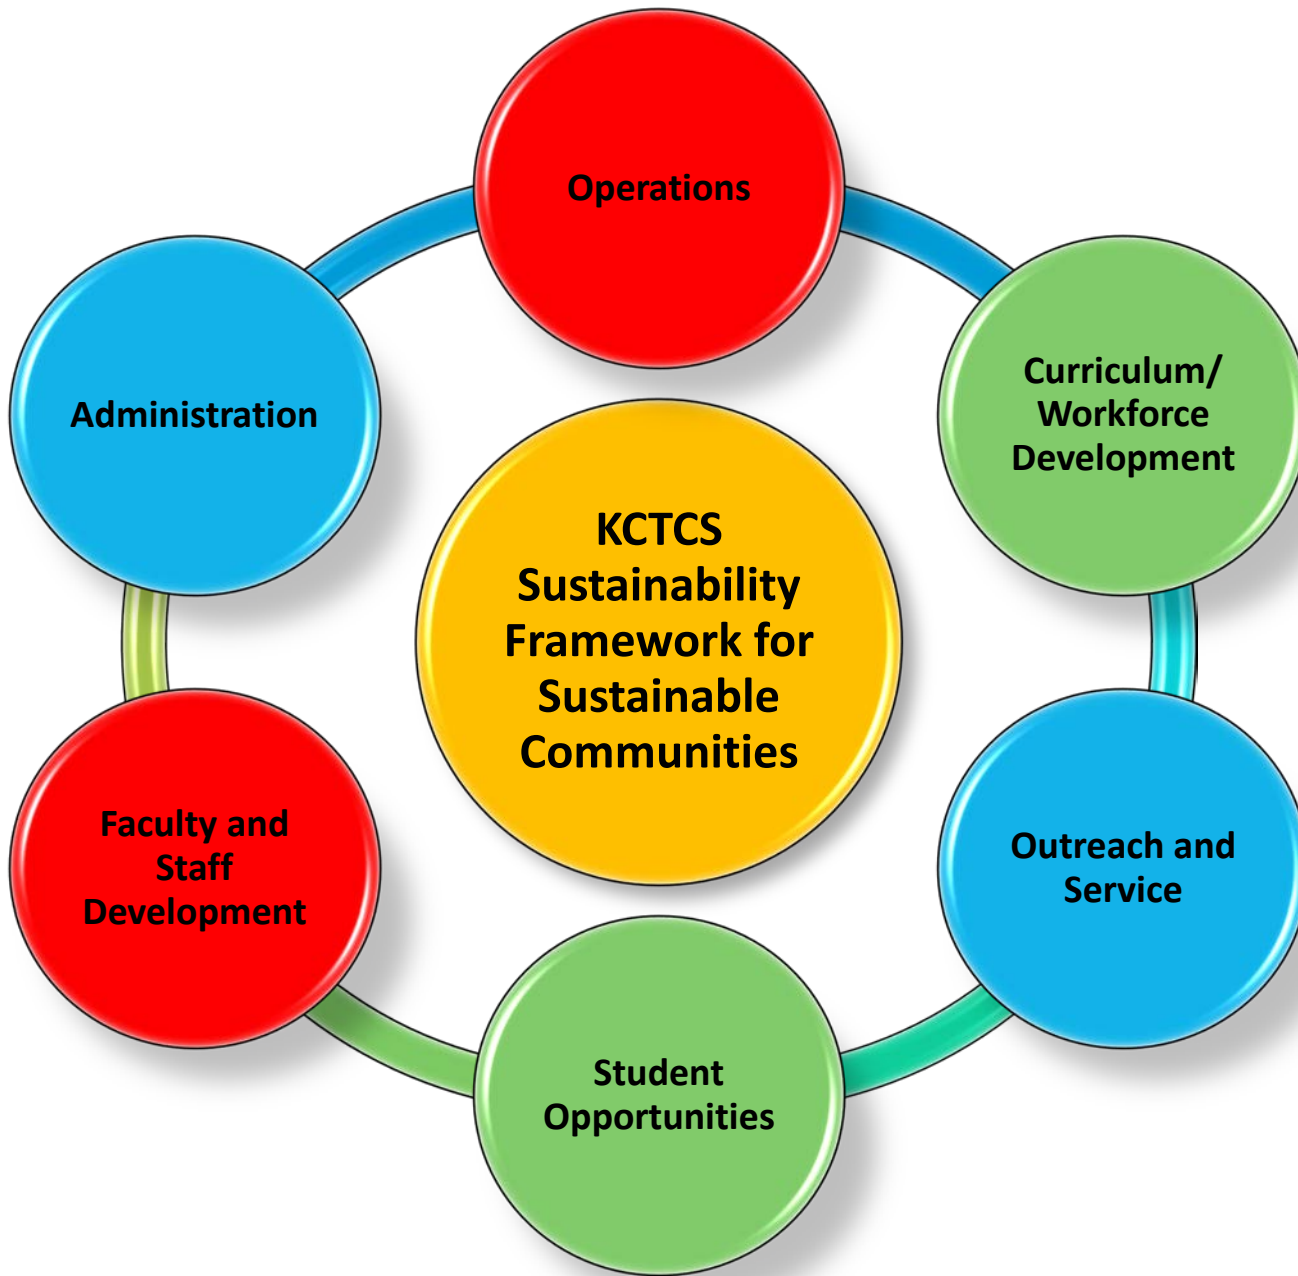 Operations
Administration
Curriculum/
Workforce
Development
KCTCS
Sustainability
Framework for
Sustainable
Communities
Faculty and
Staff
Development
Outreach and
Service
Student
Opportunities